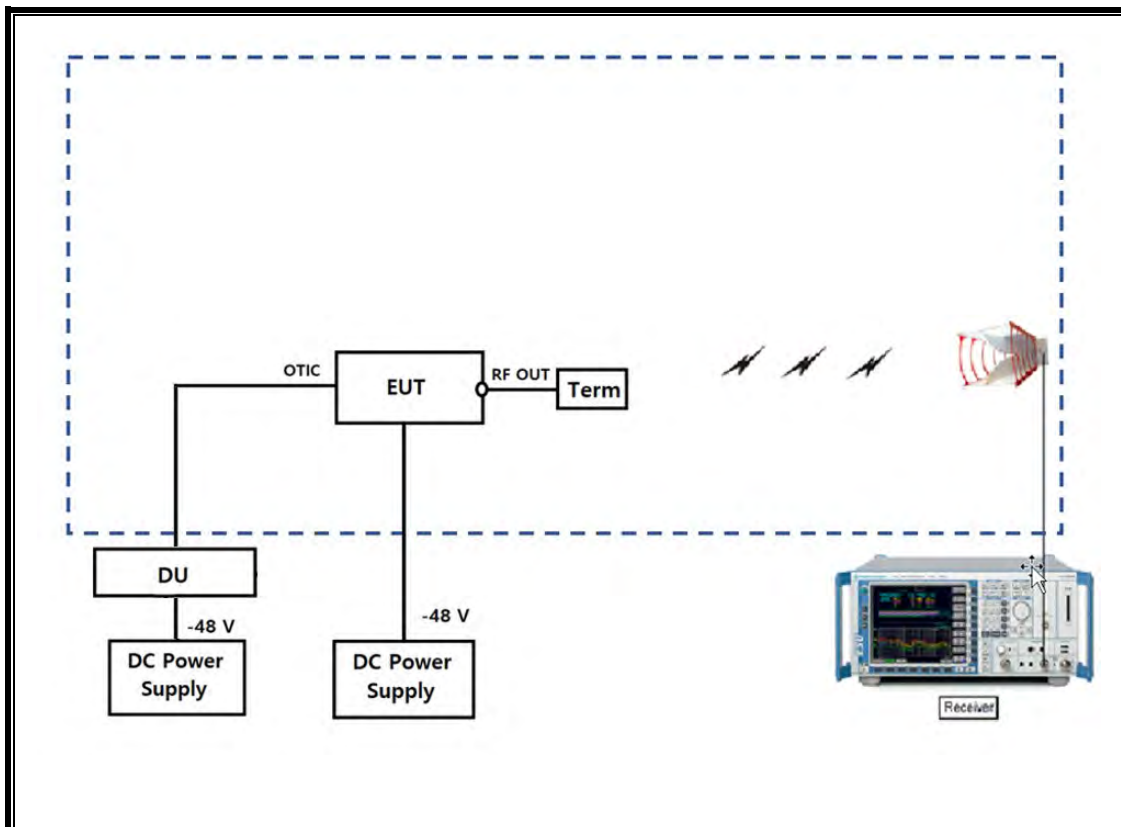 OTIC
EUT
RF OUT
Term
DU
-48 V
-48 V
DC Power
Supply
DC Power
Supply
Receiver